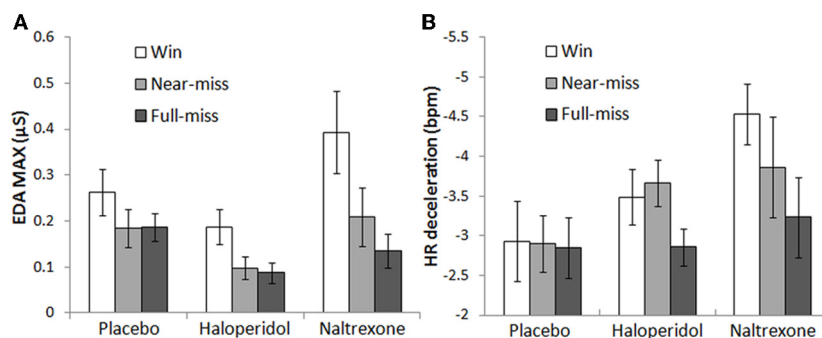 A
EDA MAX (µS)
0.6
0.5
0.4
0.3
0.2
0.1
0
Win
Near-miss
Full-miss
Placebo Haloperidol Naltrexone
B
HR deceleration (bpm)
-5.5
-5
-4.5
-4
-3.5
-3
-2.5
-2
Win
Near-miss
Full-miss
Placebo Haloperidol Naltrexone